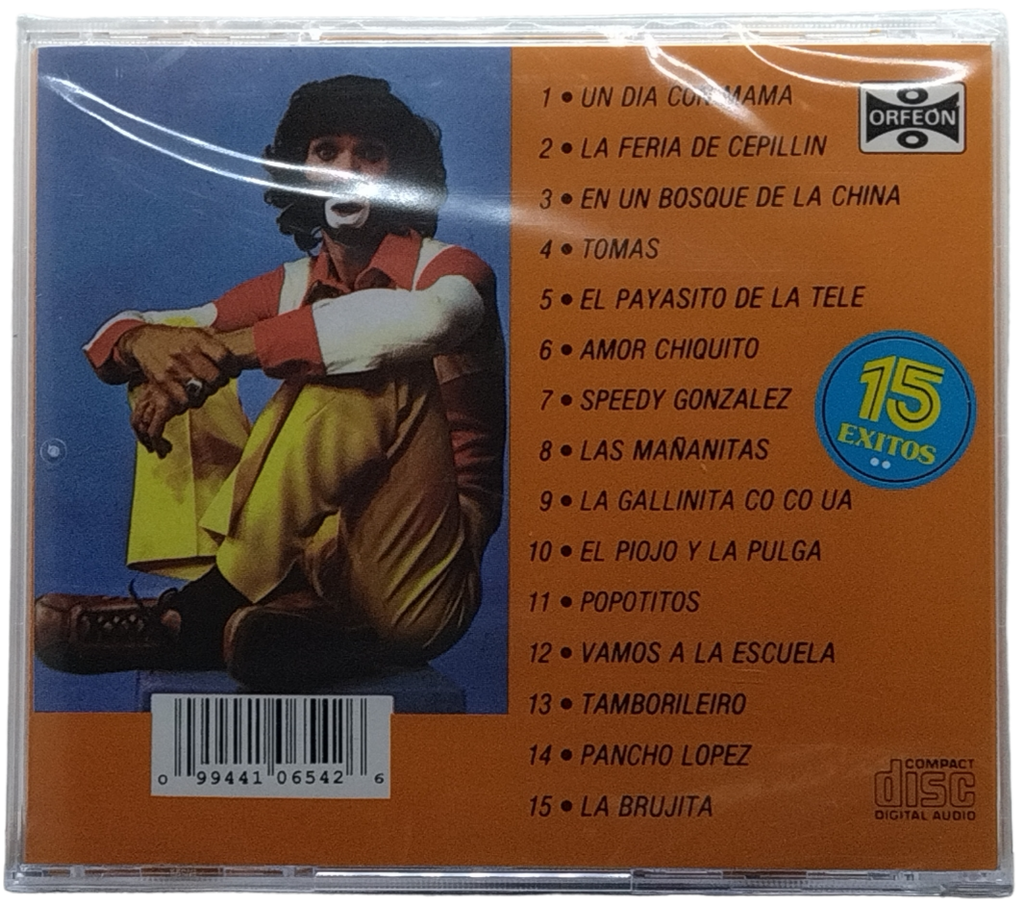 1 • UN DIA CON MAMA
2 • LA FERIA DE CEPILLIN
3 • EN UN BOSQUE DE LA CHINA
4 • TOMAS
5 • EL PAYASITO DE LA TELE
6 • AMOR CHIQUITO
7 • SPEEDY GONZALEZ
8 • LAS MAÑANITAS
9 • LA GALLINITA CO CO UA
10 • EL PIOJO Y LA PULGA
11 • POPOTITOS
12 • VAMOS A LA ESCUELA
13 • TAMBORILEIRO
14 • PANCHO LOPEZ
15 • LA BRUJITA
ORFEON
15
EXITOS
0 99441 06542 6
COMPACT
disc
DIGITAL AUDIO